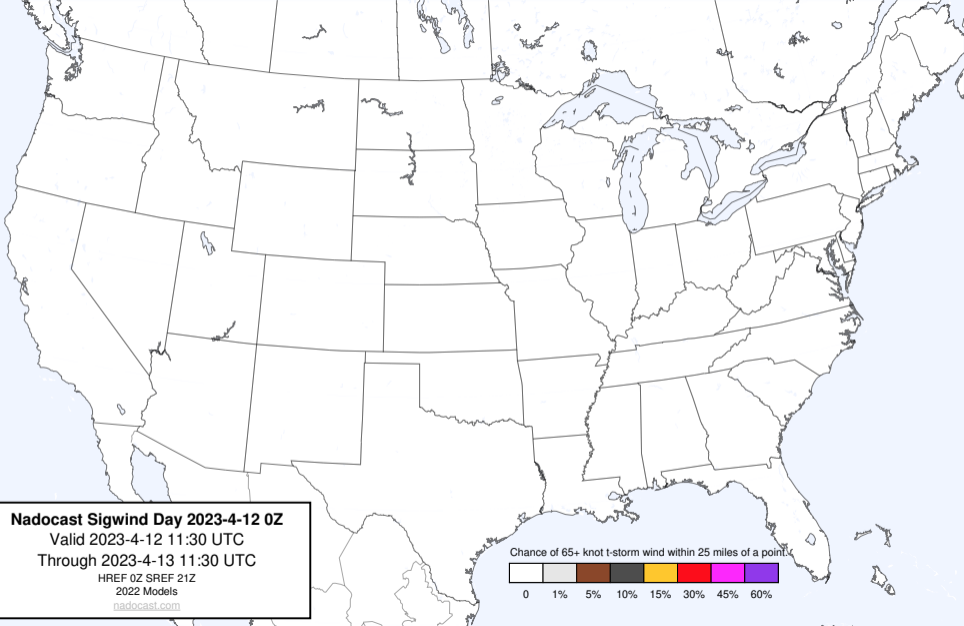 Nadocast Sigwind Day 2023-4-12 0Z
Valid 2023-4-12 11:30 UTC
Through 2023-4-13 11:30 UTC
HREF 0Z SREF 21Z
2022 Models
nadocast.com
Chance of 65+ knot t-storm wind within 25 miles of a point.
0 1% 5% 10% 15% 30% 45% 60%